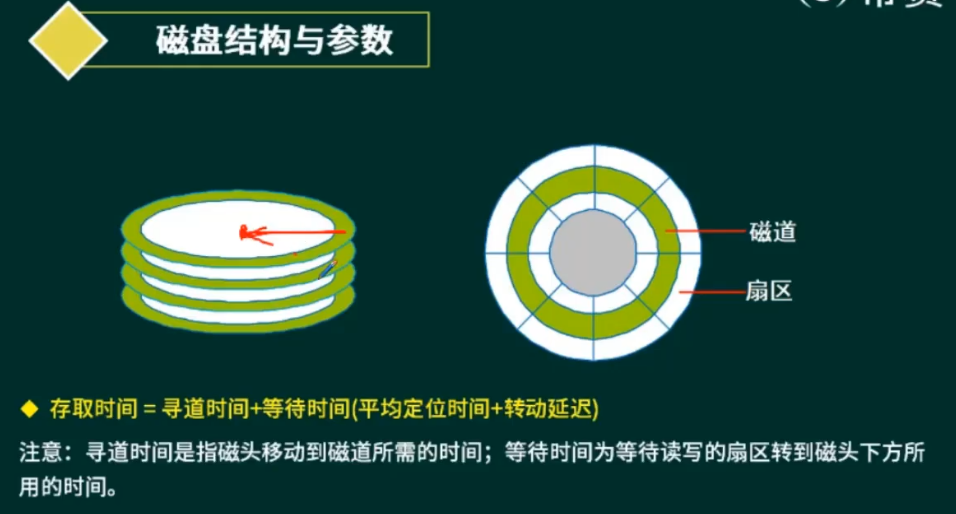 磁盘结构与参数
磁道
扇区
存取时间 = 寻道时间+等待时间(平均定位时间+转动延迟)
注意：寻道时间是指磁头移动到磁道所需的时间；等待时间为等待读写的扇区转到磁头下方所
用的时间。